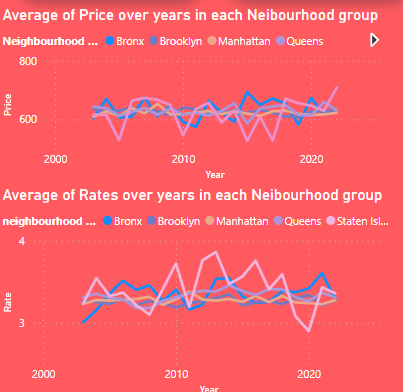 Average of Price over years in each Neibourhood group
Neighbourhood ... Bronx Brooklyn Manhattan Queens
800
600
Price
2000 2010 2020
Year
Average of Rates over years in each Neibourhood group
neighbourhood ... Bronx Brooklyn Manhattan Queens Staten Isl...
4
3
Rate
2000 2010 2020
Year